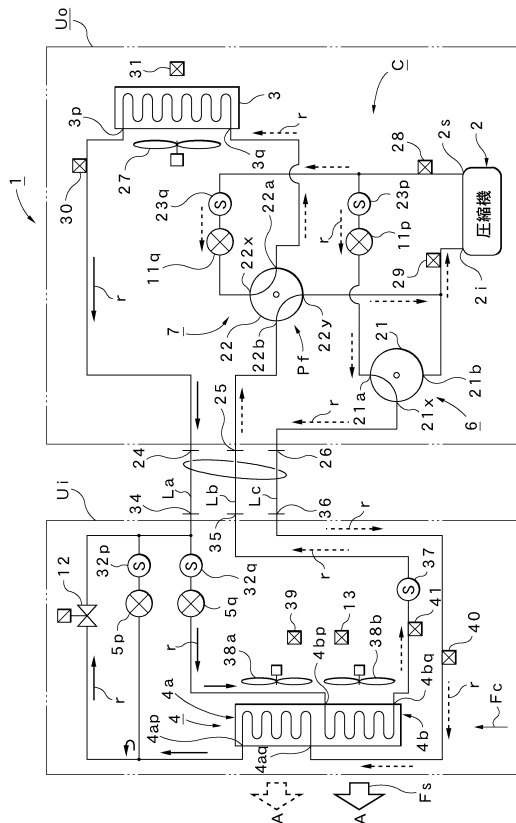 1
Uo
31
30
3p
3
27
3q
r
C
r
23q
22a
28
2s
2
S
11q
22x
S
23p
11p
29
圧縮機
2i
7
22
22b
Pf
22y
r
r
21
21a
21x
21b
6
r
24
25
26
La
Lb
Lc
34
35
36
Ui
12
32p
S
5p
32q
S
5q
r
r
37
S
41
40
39
13
38a
38b
r
r
4a
4
4ap
4aq
4bp
4bq
4b
r
Fc
A
A
Fs